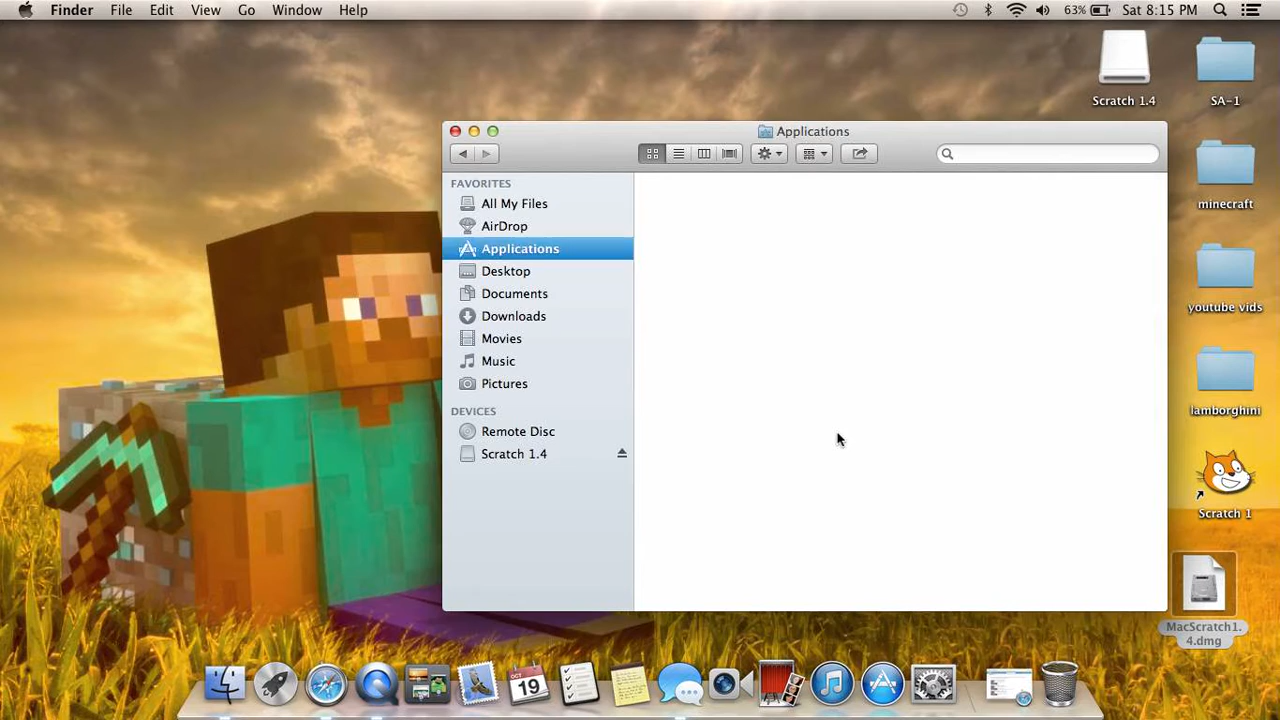 Finder File Edit View Go Window Help 63% Sat 8:15 PM
Scratch 1.4
SA-1
Applications
FAVORITES
All My Files
AirDrop
Applications
Desktop
Documents
Downloads
Movies
Music
Pictures
DEVICES
Remote Disc
Scratch 1.4
minecraft
youtube vids
lamborghini
Scratch 1
MacScratch1.
4.dmg
OCT
19